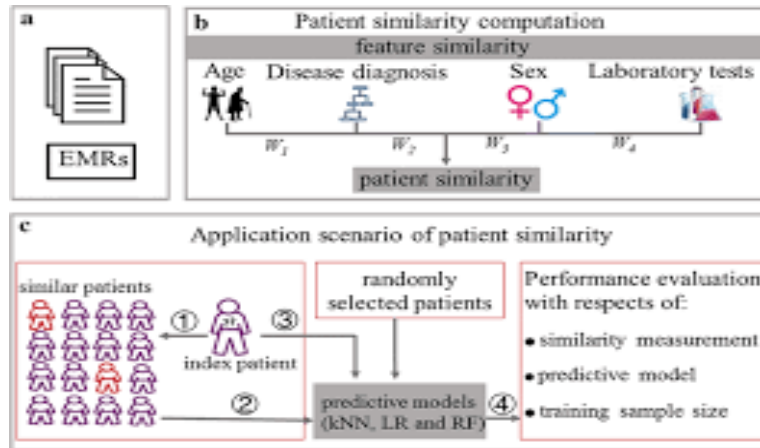 a
EMRs
b
Patient similarity computation
feature similarity
Age Disease diagnosis Sex Laboratory tests
W1 W2 W3 W4
patient similarity
c
Application scenario of patient similarity
similar patients
① ③
index patient
②
randomly
selected patients
predictive models
(kNN, LR and RF)
④
Performance evaluation
with respects of:
● similarity measurement
● predictive model
● training sample size